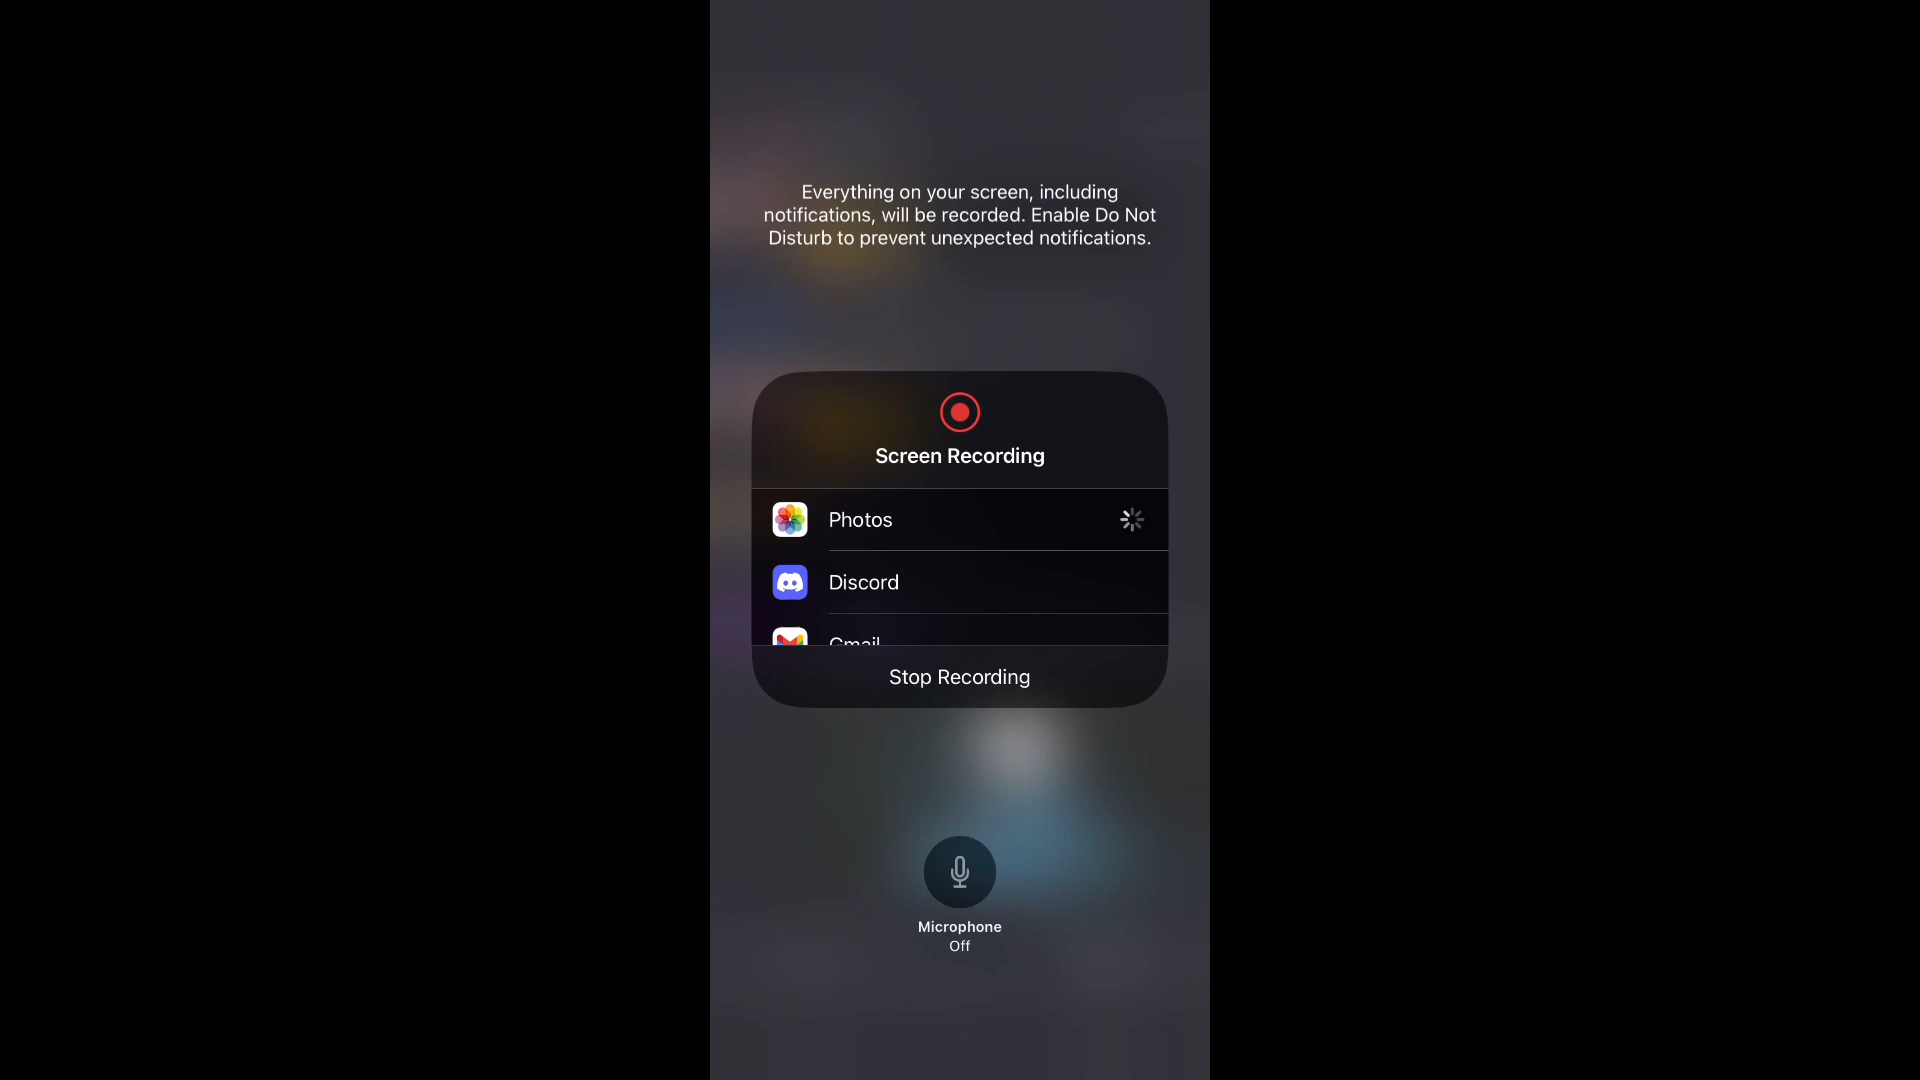 Everything on your screen, including
notifications, will be recorded. Enable Do Not
Disturb to prevent unexpected notifications.
Screen Recording
Photos
Discord
Gmail
Stop Recording
Microphone
Off